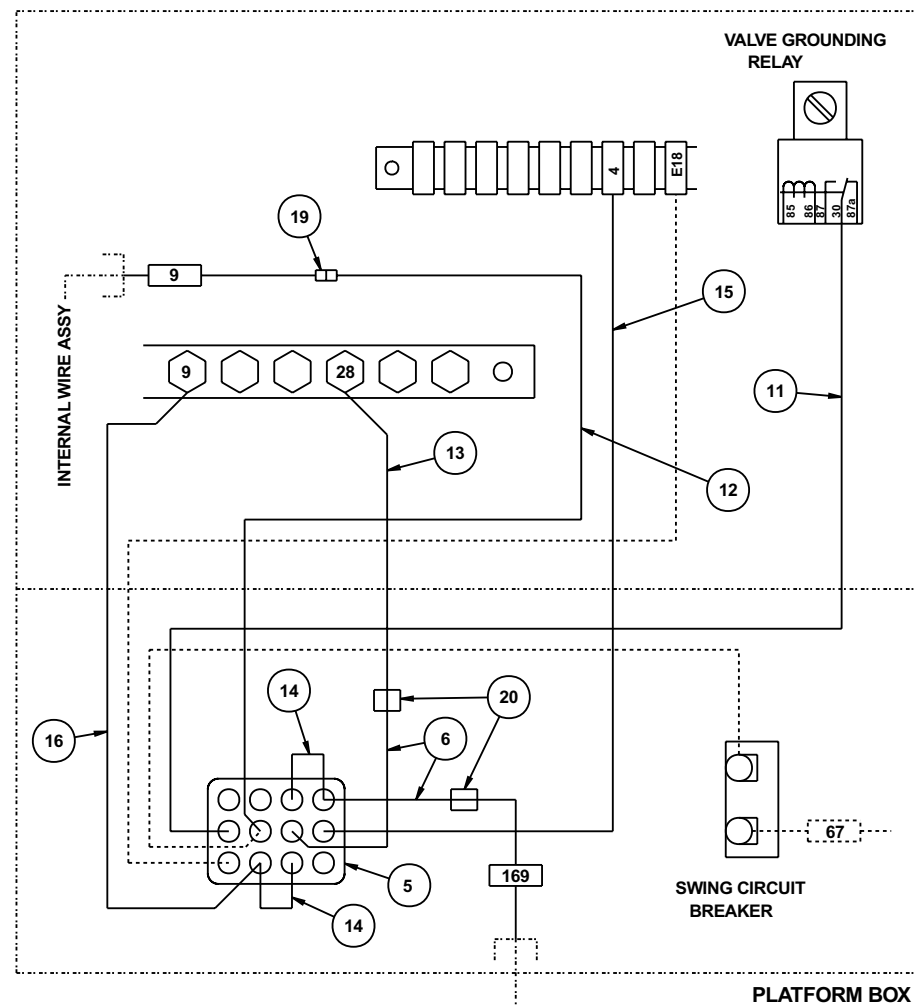 VALVE GROUNDING
RELAY
4
E18
85
86
87
30
87a
19
9
15
INTERNAL WIRE ASSY
9
28
11
13
12
14
20
16
6
67
169
5
SWING CIRCUIT
BREAKER
14
PLATFORM BOX